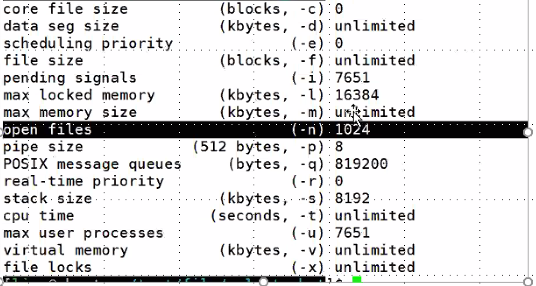 core file size (blocks, -c) 0
data seg size (kbytes, -d) unlimited
scheduling priority (-e) 0
file size (blocks, -f) unlimited
pending signals (-i) 7651
max locked memory (kbytes, -l) 16384
max memory size (kbytes, -m) unlimited
open files (-n) 1024
pipe size (512 bytes, -p) 8
POSIX message queues (bytes, -q) 819200
real-time priority (-r) 0
stack size (kbytes, -s) 8192
cpu time (seconds, -t) unlimited
max user processes (-u) 7651
virtual memory (kbytes, -v) unlimited
file locks (-x) unlimited